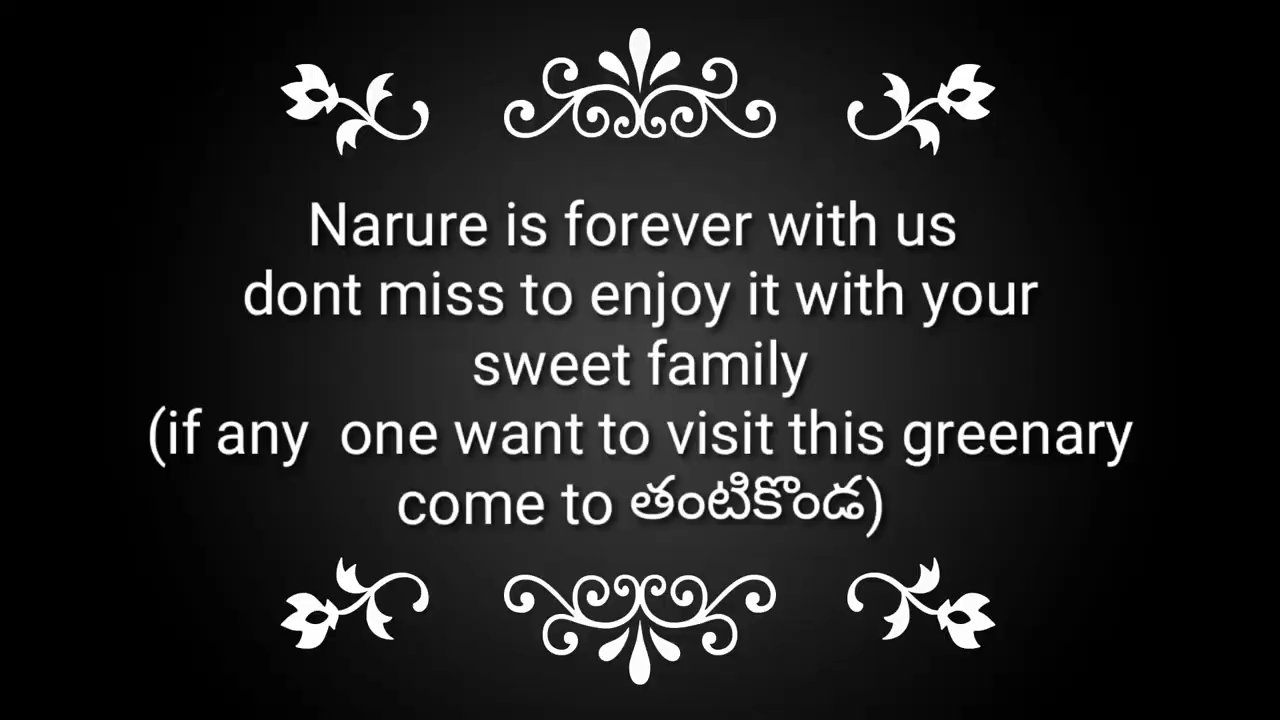 Narure is forever with us
dont miss to enjoy it with your
sweet family
(if any  one want to visit this greenary
come to తంటికొండ)